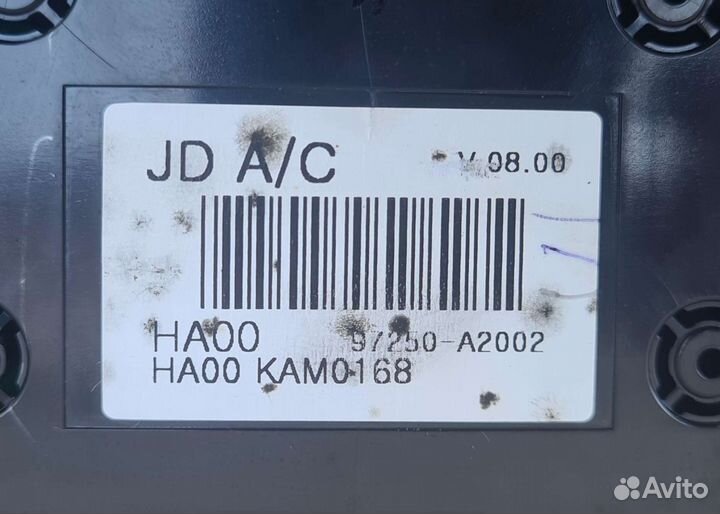 JD A/C V 08.00
HA00 97250-A2002
HA00 KAM0168
Avito